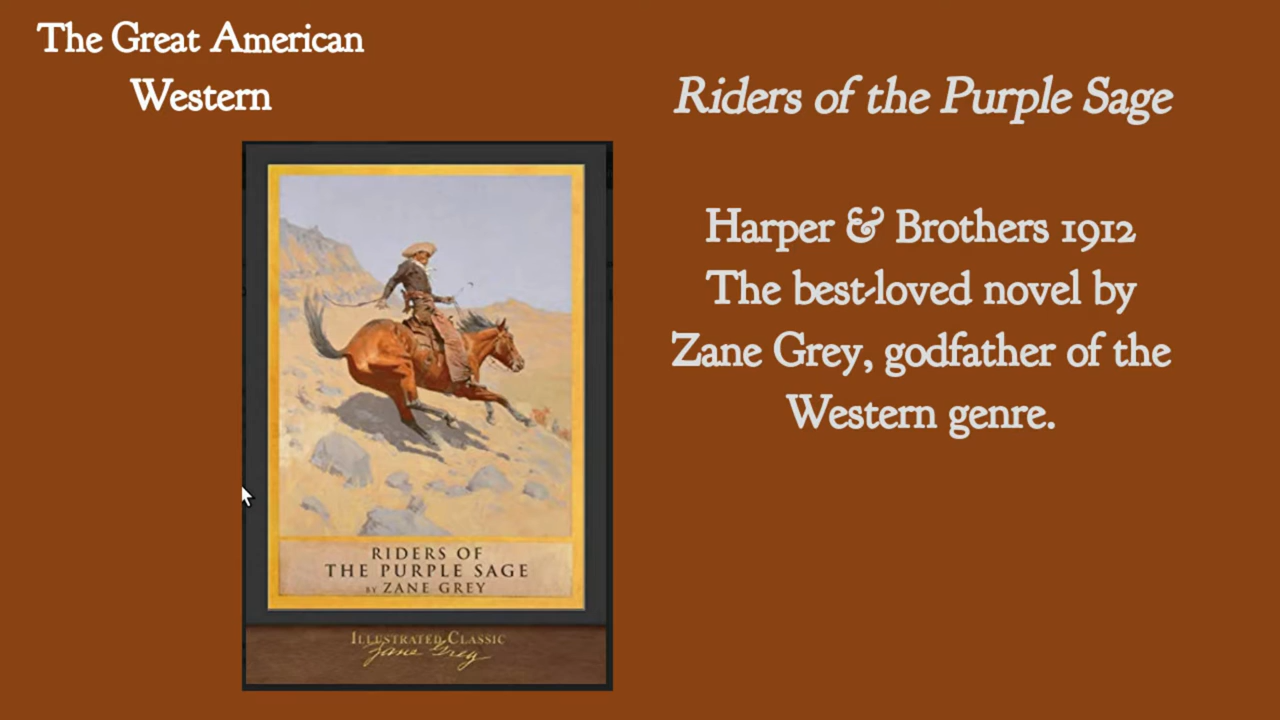 The Great American
Western
Riders of the Purple Sage
Harper & Brothers 1912
The best-loved novel by
Zane Grey, godfather of the
Western genre.
RIDERS OF
THE PURPLE SAGE
BY ZANE GREY
ILLUSTRATED CLASSIC
Zane Grey